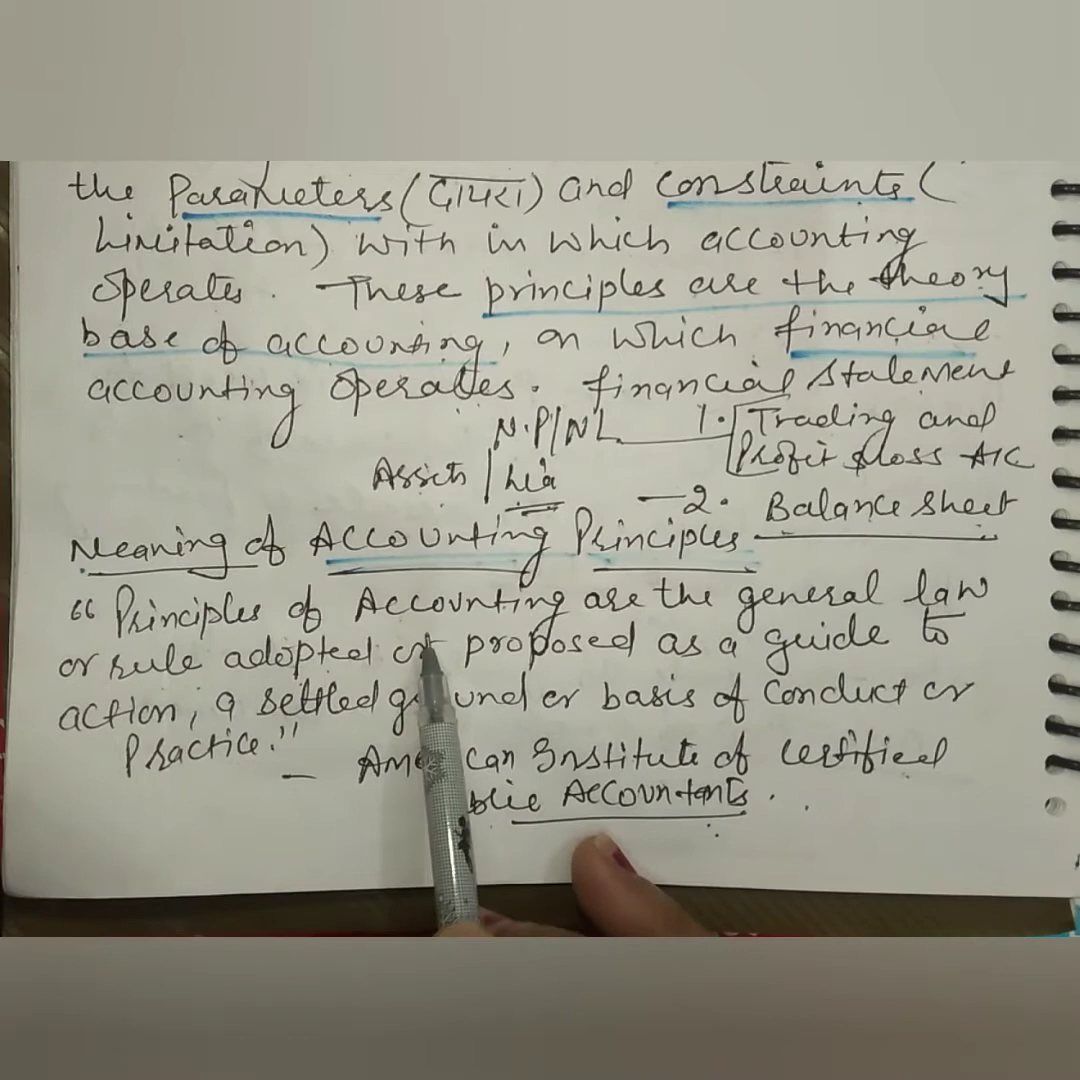 the Parameters (दायरा) and constraints (
Limitation) with in which accounting
operates. These principles are the theory
base of accounting, on which financial
accounting operates. financial statement
N.P/NL 1. Trading and
Profit & loss A/C
Assets | Lia
2. Balance sheet
Meaning of Accounting Principles
"Principles of Accounting are the general law
or rule adopted or proposed as a guide to
action, a settled ground or basis of conduct or
Practice."
- American Institute of certified
blic Accountants.